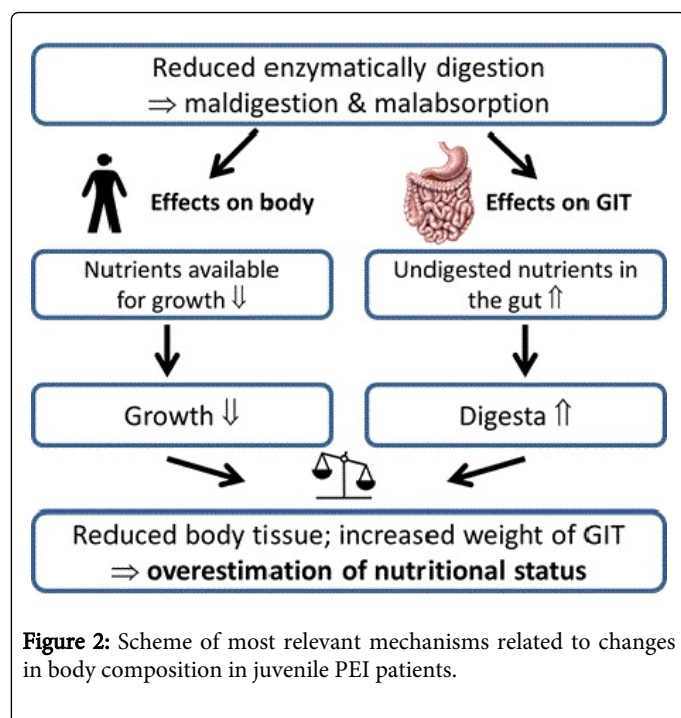 Reduced enzymatically digestion
⇒ maldigestion & malabsorption
Effects on body
Effects on GIT
Nutrients available
for growth ⇓
Undigested nutrients in
the gut ⇑
Growth ⇓
Digesta ⇑
Reduced body tissue; increased weight of GIT
⇒ overestimation of nutritional status
Figure 2: Scheme of most relevant mechanisms related to changes
in body composition in juvenile PEI patients.